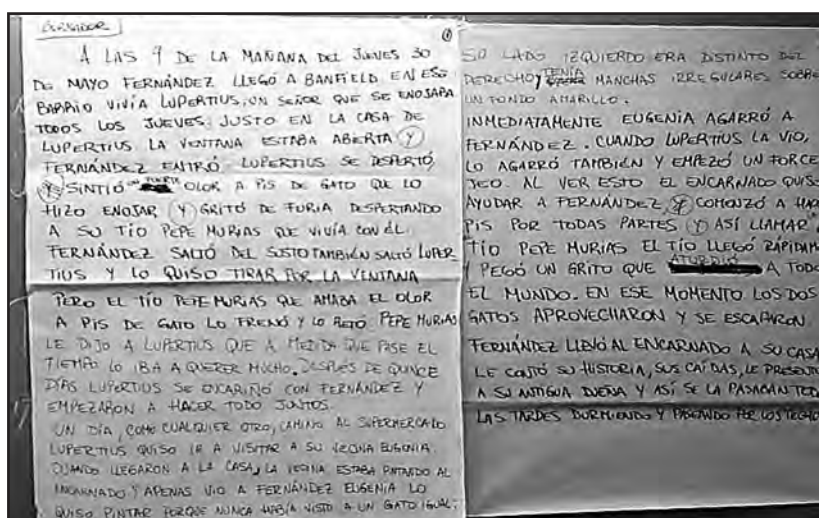 BORRADOR
①
A LAS 9 DE LA MAÑANA DEL JUEVES 30
DE MAYO FERNÁNDEZ LLEGÓ A BANFIELD EN ESE
BARRIO VIVÍA LUPERTIUS, UN SEÑOR QUE SE ENOJABA
TODOS LOS JUEVES. JUSTO EN LA CASA DE
LUPERTIUS LA VENTANA ESTABA ABIERTA Y
FERNÁNDEZ ENTRÓ. LUPERTIUS SE DESPERTÓ,
Y SINTIÓ UN FUERTE OLOR A PIS DE GATO QUE LO
HIZO ENOJAR Y GRITÓ DE FURIA DESPERTANDO
A SU TÍO PEPE MURIAS QUE VIVÍA CON ÉL.
FERNÁNDEZ SALTÓ DEL SUSTO TAMBIÉN SALTÓ LUPER
TIUS Y LO QUISO TIRAR POR LA VENTANA
PERO EL TÍO PEPE MURIAS QUE AMABA EL OLOR
A PIS DE GATO LO FRENÓ Y LO RETÓ. PEPE MURIAS
LE DIJO A LUPERTIUS QUE A MEDIDA QUE PASE EL
TIEMPO LO IBA A QUERER MUCHO. DESPUÉS DE QUINCE
DÍAS LUPERTIUS SE ENCARIÑÓ CON FERNÁNDEZ Y
EMPEZARON A HACER TODO JUNTOS.
UN DÍA, COMO CUALQUIER OTRO, CAMINO AL SUPERMERCADO
LUPERTIUS QUISO IR A VISITAR A SU VECINA EUGENIA.
CUANDO LLEGARON A LA CASA, LA VECINA ESTABA PINTANDO AL
ENCARNADO Y APENAS VIO A FERNÁNDEZ EUGENIA LO
QUISO PINTAR PORQUE NUNCA HABÍA VISTO A UN GATO IGUAL:
SU LADO IZQUIERDO ERA DISTINTO DEL
DERECHO, TENÍA MANCHAS IRREGULARES SOBRE
UN FONDO AMARILLO.
INMEDIATAMENTE EUGENIA AGARRÓ A
FERNÁNDEZ. CUANDO LUPERTIUS LA VIO,
LO AGARRÓ TAMBIÉN Y EMPEZÓ UN FORCE
JEO. AL VER ESTO EL ENCARNADO QUISO
AYUDAR A FERNÁNDEZ, Y COMENZÓ A HAC
PIS POR TODAS PARTES Y ASÍ LLAMAR A
TÍO PEPE MURIAS EL TÍO LLEGÓ RÁPIDAM
Y PEGÓ UN GRITO QUE ATURDIÓ A TODO
EL MUNDO. EN ESE MOMENTO LOS DOS
GATOS APROVECHARON Y SE ESCAPARON
FERNÁNDEZ LLEVÓ AL ENCARNADO A SU CASA
LE CONTÓ SU HISTORIA, SUS CAÍDAS, LE PRESENTÓ
A SU ANTIGUA DUEÑA Y ASÍ SE LA PASABAN TOD
LAS TARDES DURMIENDO Y PASEANDO POR LOS TECHO